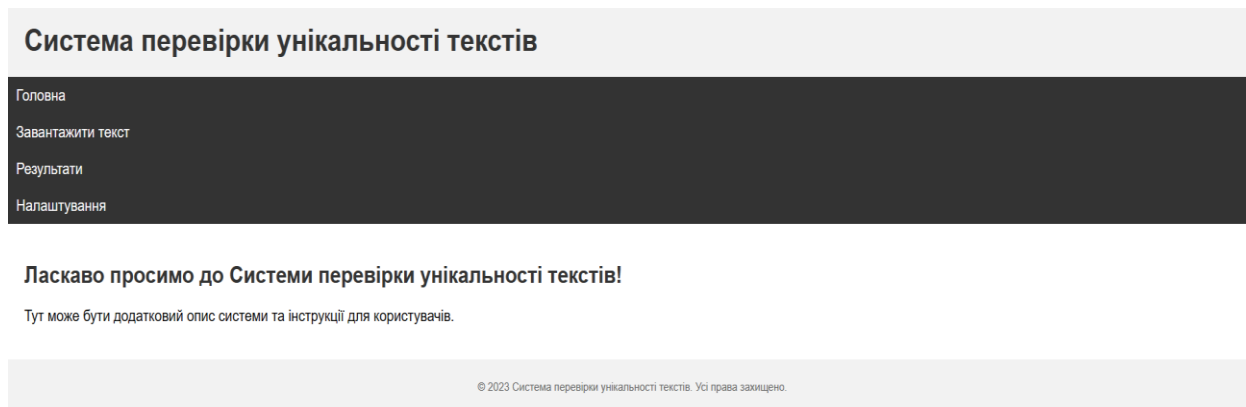 Система перевірки унікальності текстів
Головна
Завантажити текст
Результати
Налаштування
Ласкаво просимо до Системи перевірки унікальності текстів!
Тут може бути додатковий опис системи та інструкції для користувачів.
© 2023 Система перевірки унікальності текстів. Усі права захищено.